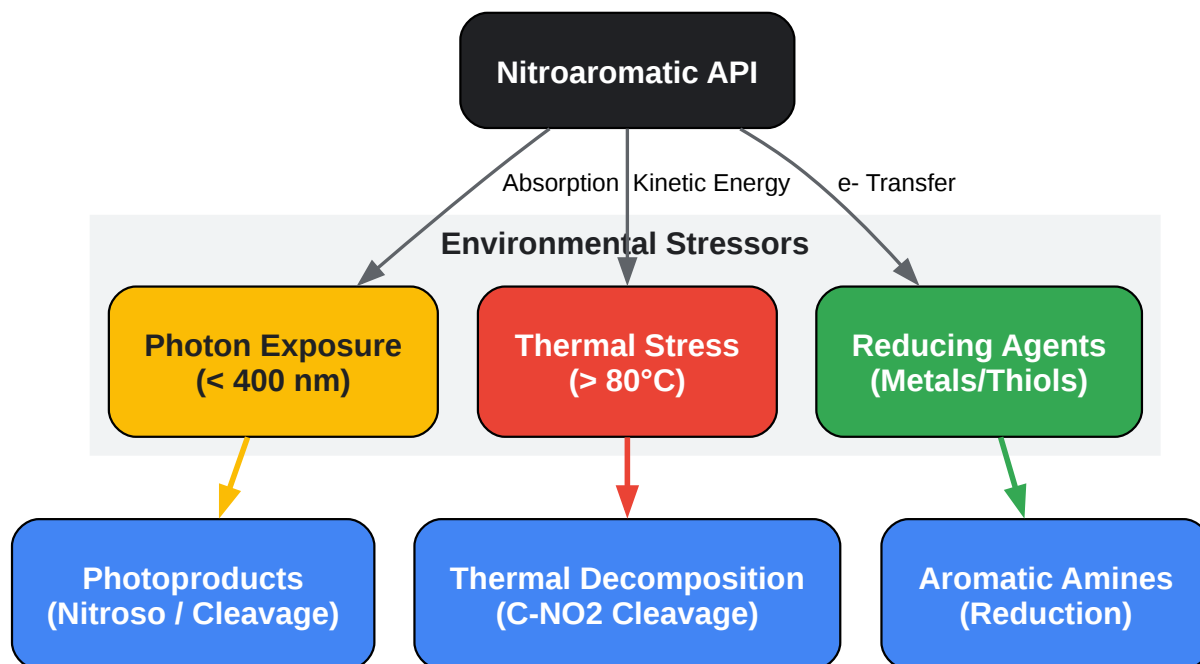 Nitroaromatic API
Absorption
Kinetic Energy
e- Transfer
Environmental Stressors
Photon Exposure
(< 400 nm)
Thermal Stress
(> 80°C)
Reducing Agents
(Metals/Thiols)
Photoproducts
(Nitroso / Cleavage)
Thermal Decomposition
(C-NO2 Cleavage)
Aromatic Amines
(Reduction)